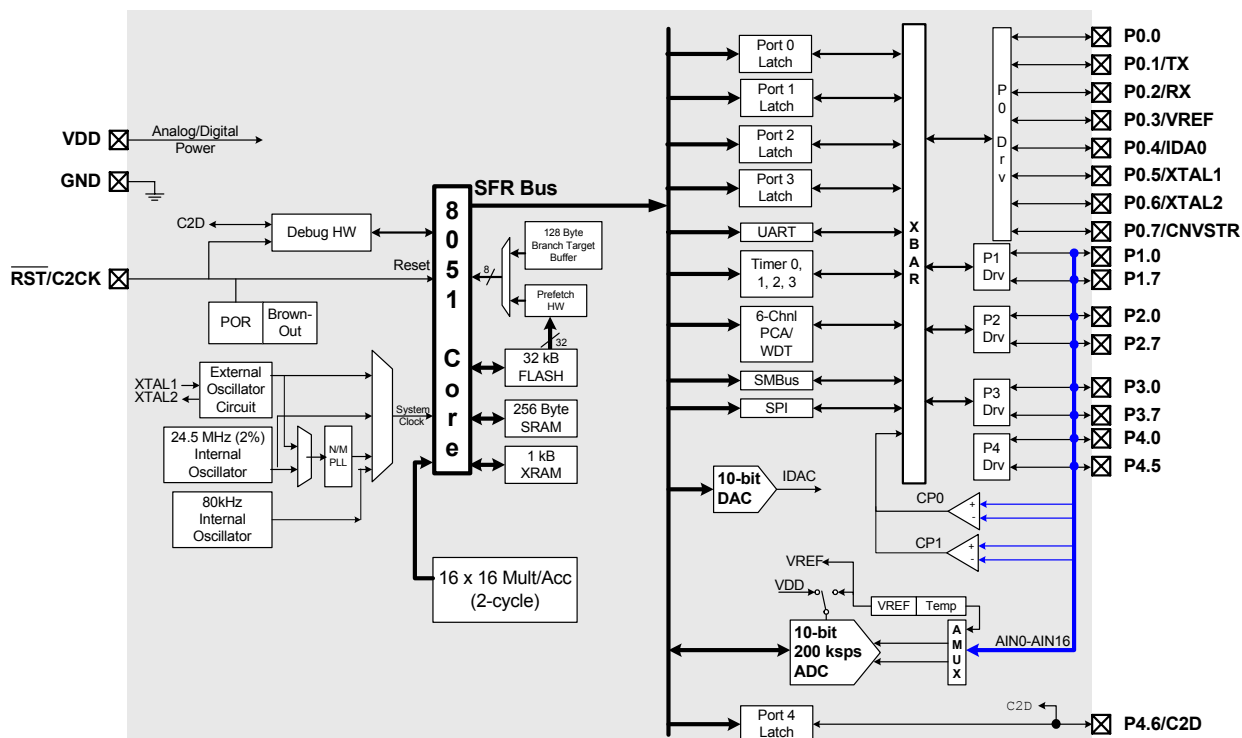 VDD
Analog/Digital
Power
GND
C2D
Debug HW
RST/C2CK
Reset
POR
Brown-
Out
XTAL1
XTAL2
External
Oscillator
Circuit
24.5 MHz (2%)
Internal
Oscillator
N/M
PLL
80kHz
Internal
Oscillator
System
Clock
8051 Core
SFR Bus
128 Byte
Branch Target
Buffer
8
Prefetch
HW
32
32 kB
FLASH
256 Byte
SRAM
1 kB
XRAM
16 x 16 Mult/Acc
(2-cycle)
Port 0
Latch
Port 1
Latch
Port 2
Latch
Port 3
Latch
UART
Timer 0,
1, 2, 3
6-Chnl
PCA/
WDT
SMBus
SPI
10-bit
DAC
IDAC
XBAR
P0 Drv
P1
Drv
P2
Drv
P3
Drv
P4
Drv
CP0
+
-
CP1
+
-
VREF
VDD
VREF
Temp
10-bit
200 ksps
ADC
AMUX
AIN0-AIN16
Port 4
Latch
C2D
P0.0
P0.1/TX
P0.2/RX
P0.3/VREF
P0.4/IDA0
P0.5/XTAL1
P0.6/XTAL2
P0.7/CNVSTR
P1.0
P1.7
P2.0
P2.7
P3.0
P3.7
P4.0
P4.5
P4.6/C2D